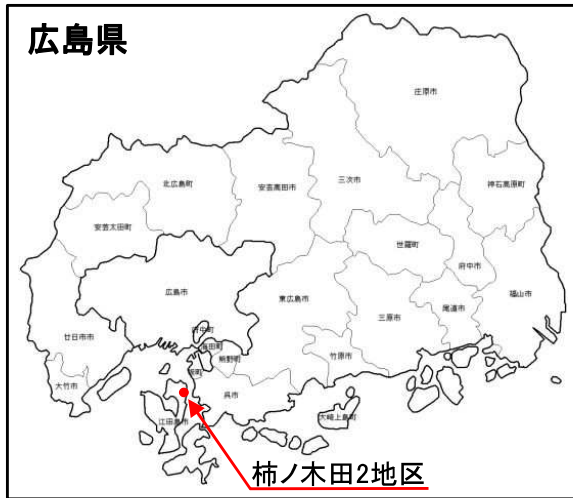 広島県
庄原市
北広島町
安芸高田市
三次市
神石高原町
安芸太田町
世羅町
府中市
広島市
東広島市
三原市
尾道市
福山市
廿日市市
府中町
海田町
熊野町
竹原市
大竹市
坂町
呉市
江田島市
大崎上島町
柿ノ木田2地区